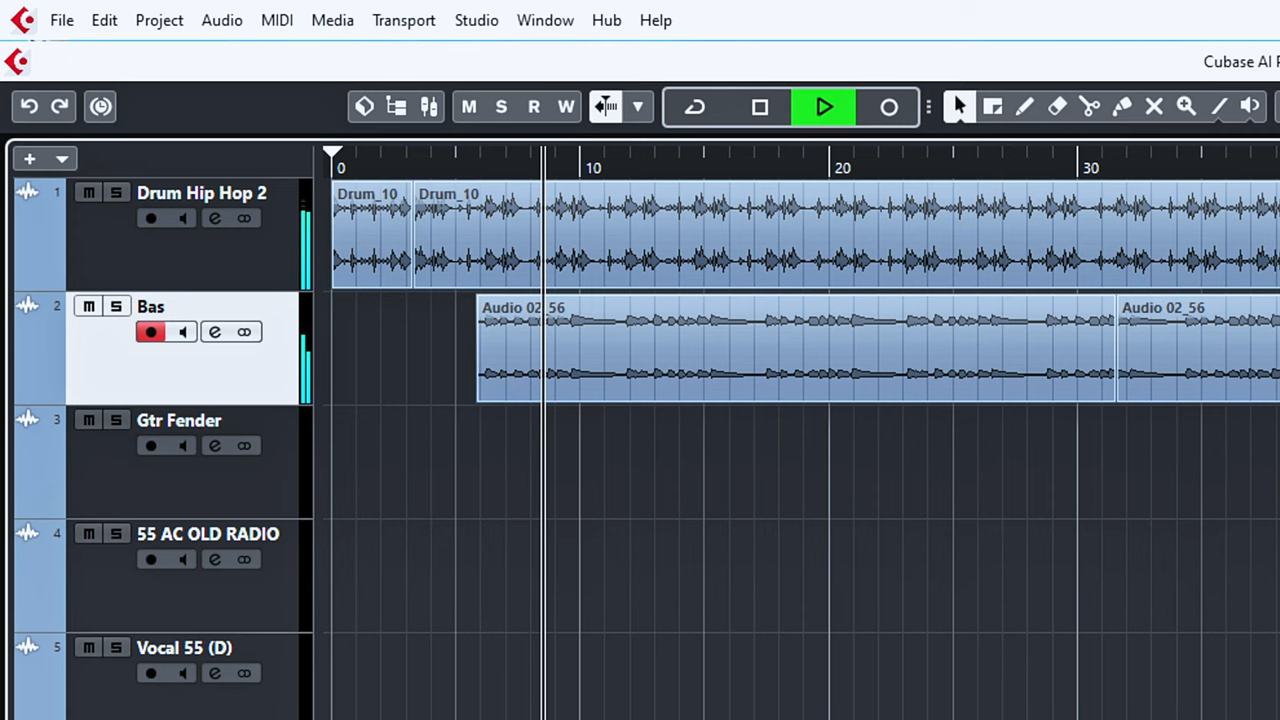 File Edit Project Audio MIDI Media Transport Studio Window Hub Help
Cubase AI
M S R W
0 10 20 30
1 M S Drum Hip Hop 2
Drum_10 Drum_10
2 M S Bas
Audio 02_56 Audio 02_56
3 M S Gtr Fender
4 M S 55 AC OLD RADIO
5 M S Vocal 55 (D)